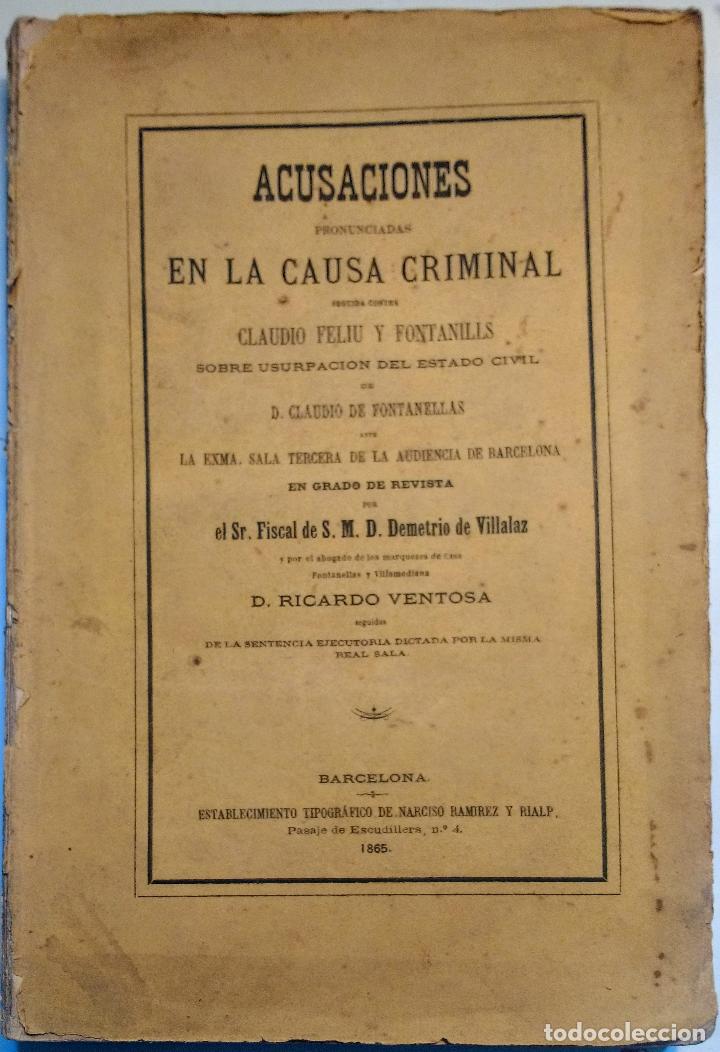 ACUSACIONES
PRONUNCIADAS
EN LA CAUSA CRIMINAL
SEGUIDA CONTRA
CLAUDIO FELIU Y FONTANILLS
SOBRE USURPACION DEL ESTADO CIVIL
DE
D. CLAUDIO DE FONTANELLAS
ANTE
LA EXMA. SALA TERCERA DE LA AUDIENCIA DE BARCELONA
EN GRADO DE REVISTA
POR
el Sr. Fiscal de S. M. D. Demetrio de Villalaz
y por el abogado de los marqueses de Casa
Fontanellas y Villamediana
D. RICARDO VENTOSA
seguidas
DE LA SENTENCIA EJECUTORIA DICTADA POR LA MISMA
REAL SALA.
BARCELONA.
ESTABLECIMIENTO TIPOGRÁFICO DE NARCISO RAMIREZ Y RIALP,
Pasaje de Escudillers, n.º 4.
1865.
todocoleccion